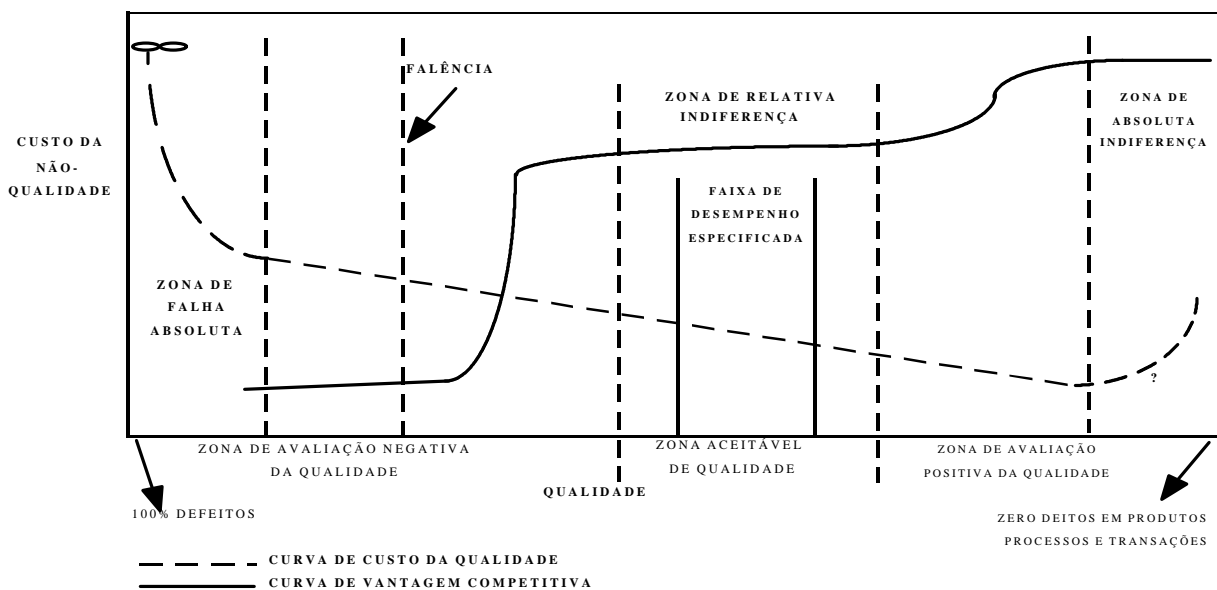 FALÊNCIA
ZONA DE RELATIVA
INDIFERENÇA
ZONA DE
ABSOLUTA
INDIFERENÇA
CUSTO DA
NÃO-
QUALIDADE
FAIXA DE
DESEMPENHO
ESPECIFICADA
ZONA DE
FALHA
ABSOLUTA
?
ZONA DE AVALIAÇÃO NEGATIVA
DA QUALIDADE
ZONA ACEITÁVEL
DE QUALIDADE
ZONA DE AVALIAÇÃO
POSITIVA DA QUALIDADE
QUALIDADE
100% DEFEITOS
ZERO DEITOS EM PRODUTOS
PROCESSOS E TRANSAÇÕES
CURVA DE CUSTO DA QUALIDADE
CURVA DE VANTAGEM COMPETITIVA